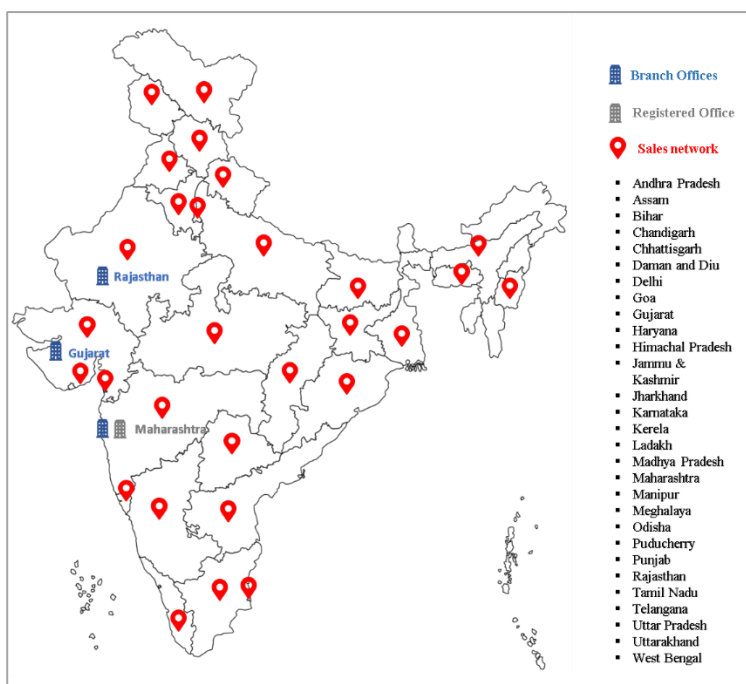 Branch Offices
Registered Office
Sales network
Rajasthan
Gujarat
Maharashtra
▪ Andhra Pradesh
▪ Assam
▪ Bihar
▪ Chandigarh
▪ Chhattisgarh
▪ Daman and Diu
▪ Delhi
▪ Goa
▪ Gujarat
▪ Haryana
▪ Himachal Pradesh
▪ Jammu &
Kashmir
▪ Jharkhand
▪ Karnataka
▪ Kerela
▪ Ladakh
▪ Madhya Pradesh
▪ Maharashtra
▪ Manipur
▪ Meghalaya
▪ Odisha
▪ Puducherry
▪ Punjab
▪ Rajasthan
▪ Tamil Nadu
▪ Telangana
▪ Uttar Pradesh
▪ Uttarakhand
▪ West Bengal